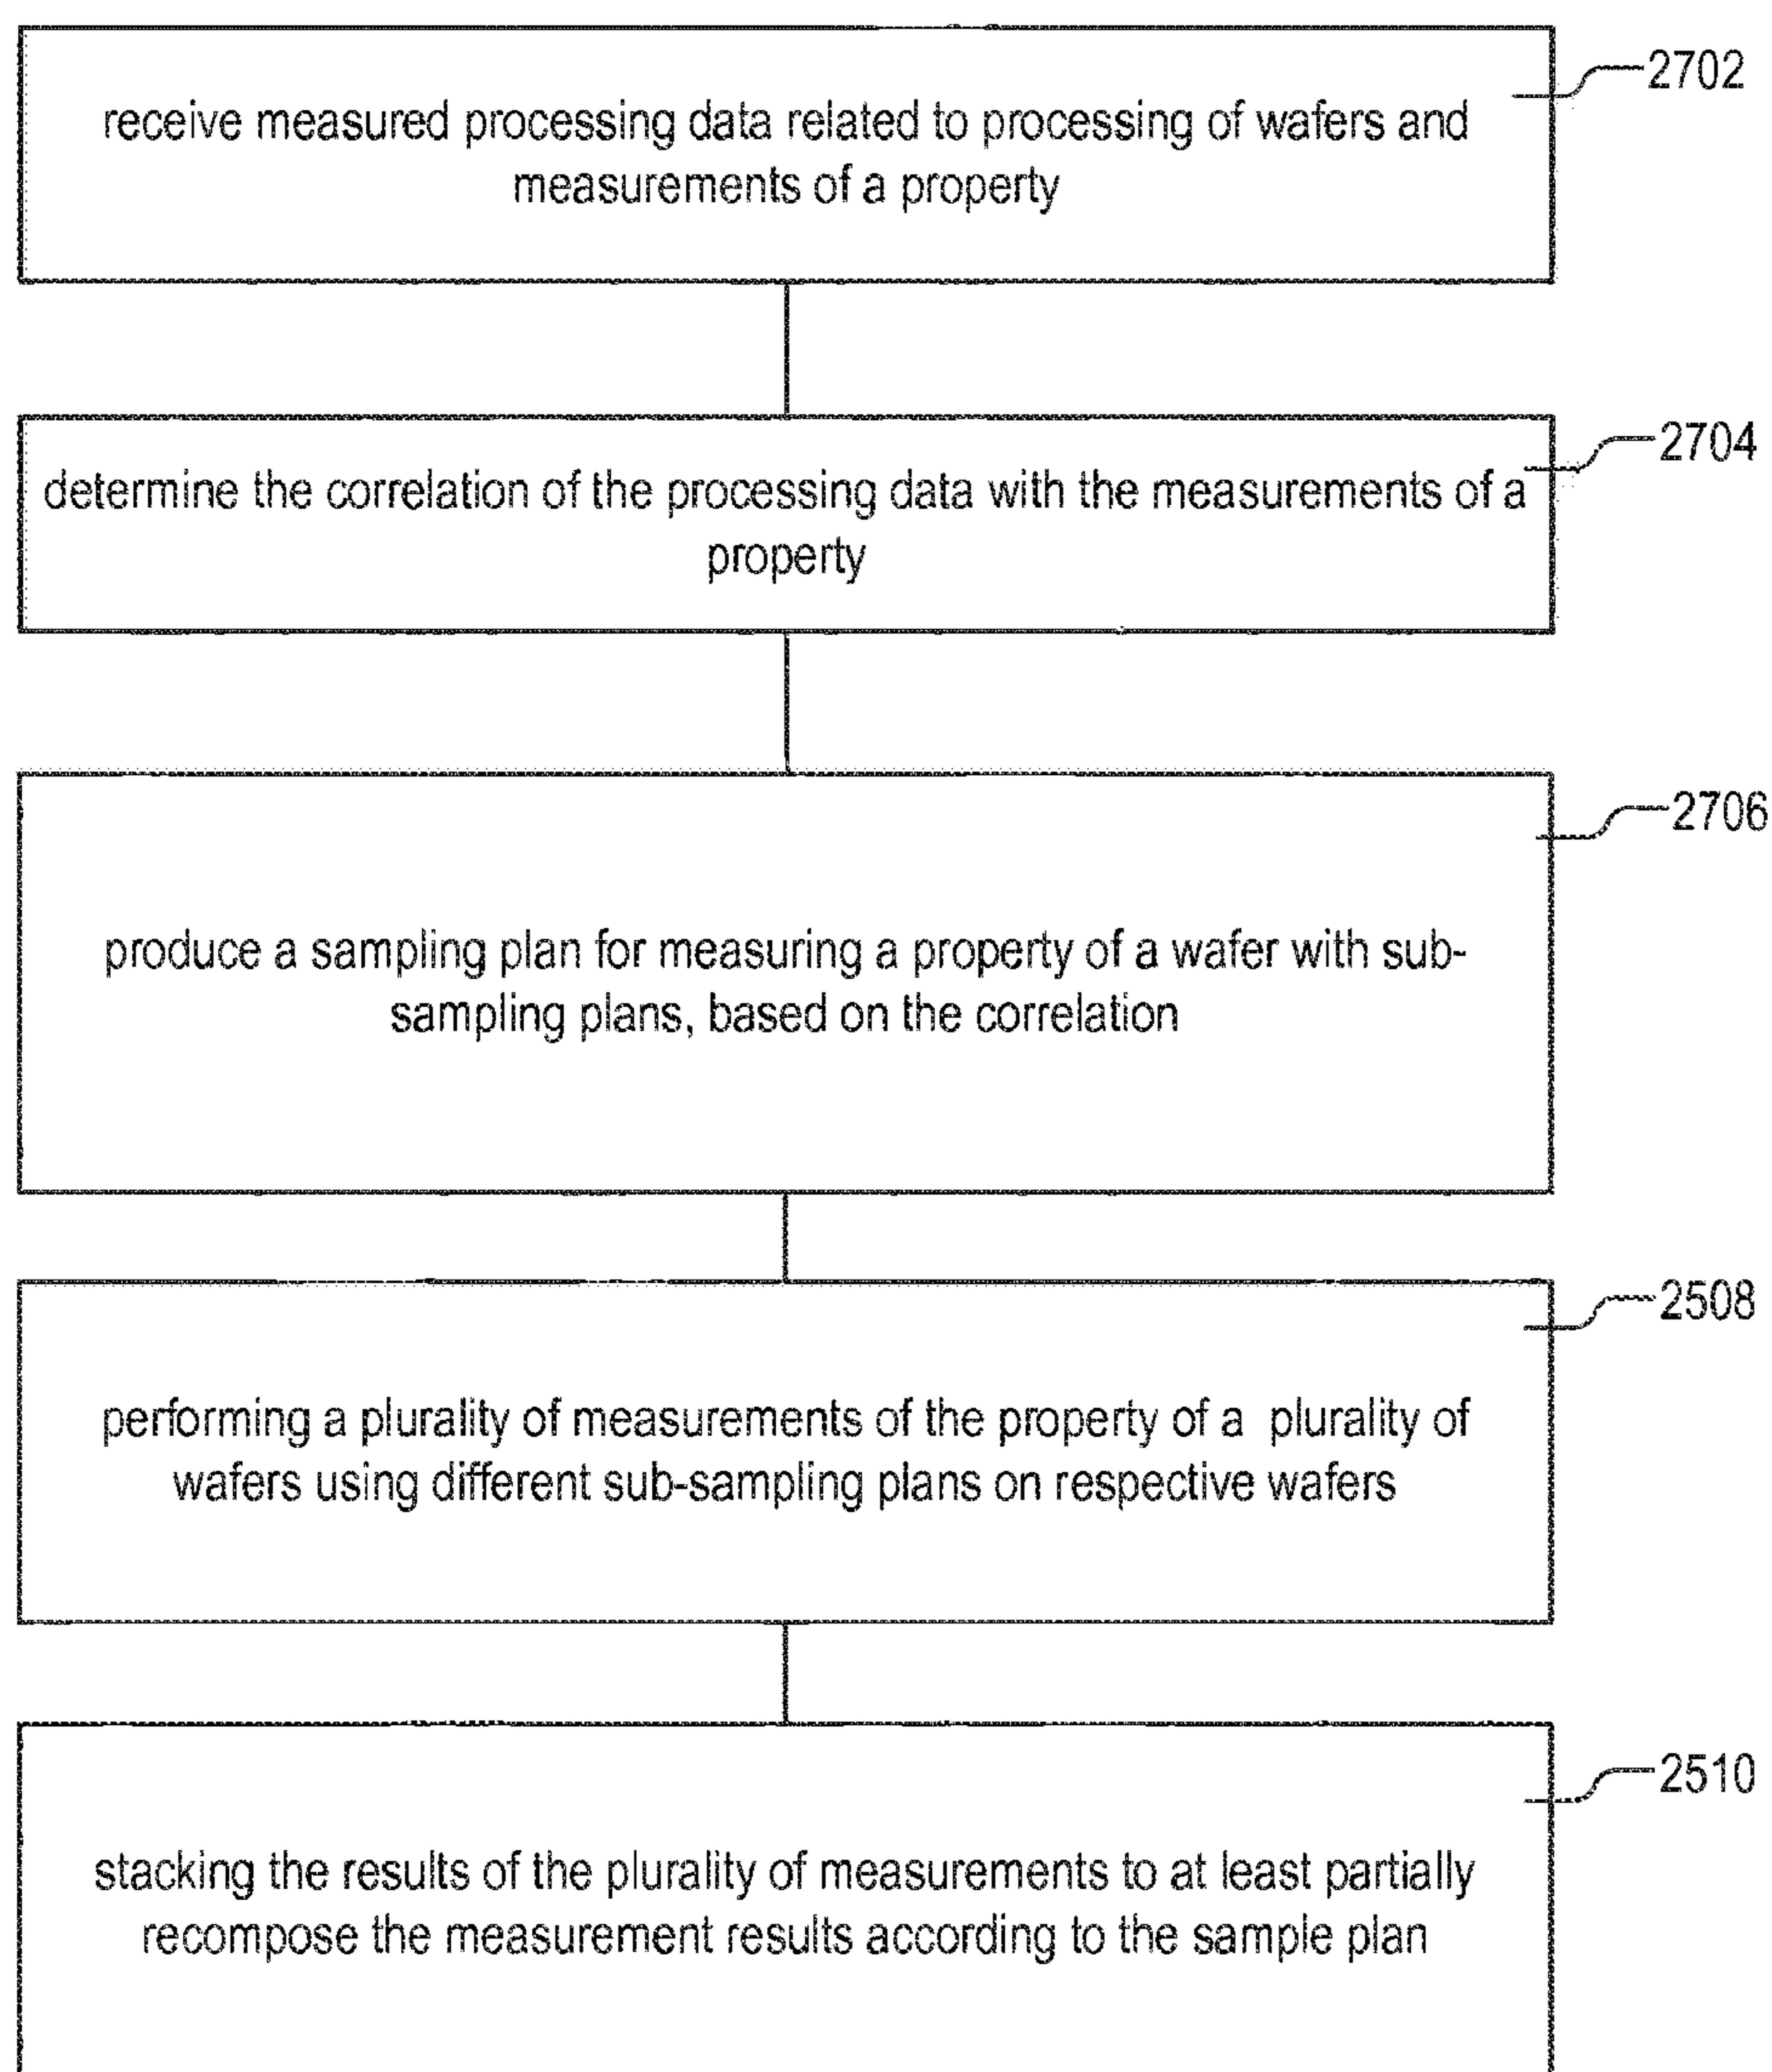 receive measured processing data related to processing of wafers and
measurements of a property
2702
determine the correlation of the processing data with the measurements of a
property
2704
produce a sampling plan for measuring a property of a wafer with sub-
sampling plans, based on the correlation
2706
performing a plurality of measurements of the property of a plurality of
wafers using different sub-sampling plans on respective wafers
2508
stacking the results of the plurality of measurements to at least partially
recompose the measurement results according to the sample plan
2510